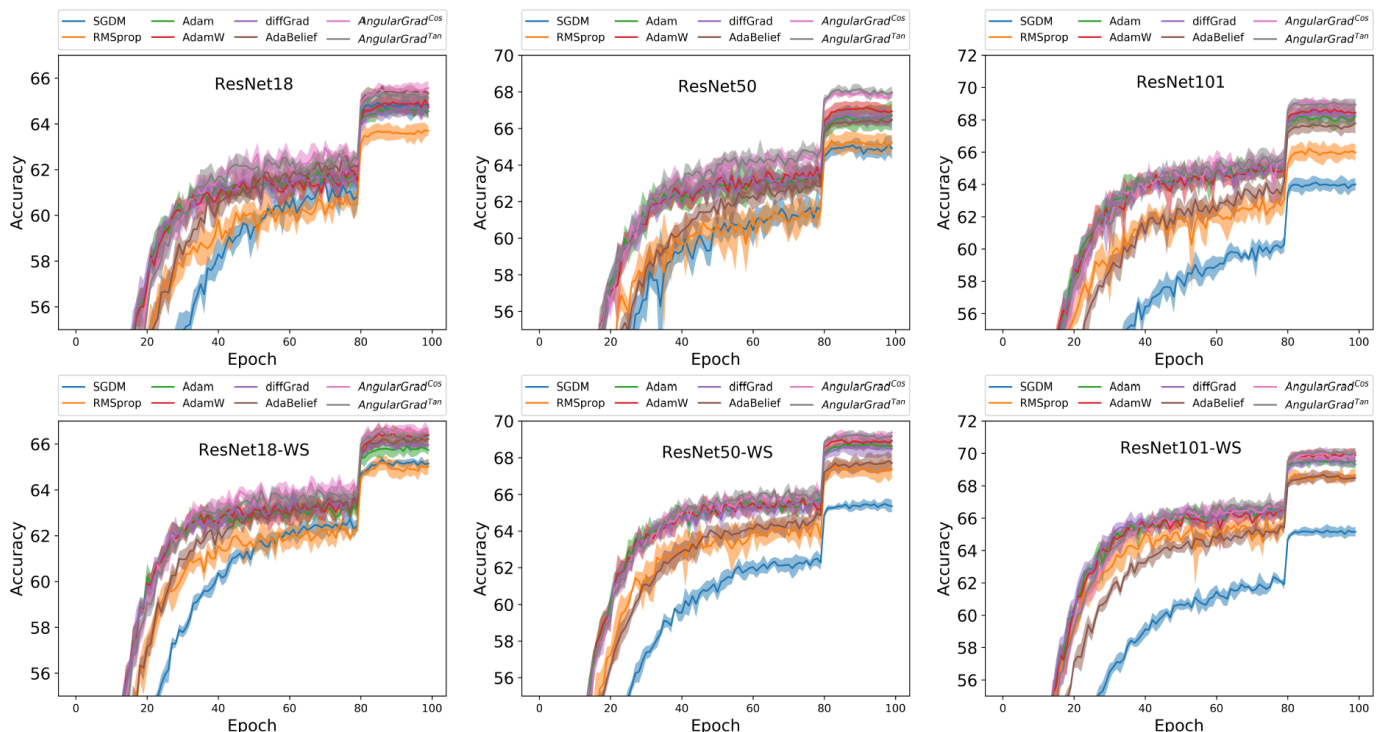 SGDM Adam diffGrad AngularGrad^Cos
RMSprop AdamW AdaBelief AngularGrad^Tan
ResNet18
Accuracy
66
64
62
60
58
56
0 20 40 60 80 100
Epoch
SGDM Adam diffGrad AngularGrad^Cos
RMSprop AdamW AdaBelief AngularGrad^Tan
ResNet50
Accuracy
70
68
66
64
62
60
58
56
0 20 40 60 80 100
Epoch
SGDM Adam diffGrad AngularGrad^Cos
RMSprop AdamW AdaBelief AngularGrad^Tan
ResNet101
Accuracy
72
70
68
66
64
62
60
58
56
0 20 40 60 80 100
Epoch
SGDM Adam diffGrad AngularGrad^Cos
RMSprop AdamW AdaBelief AngularGrad^Tan
ResNet18-WS
Accuracy
66
64
62
60
58
56
0 20 40 60 80 100
Epoch
SGDM Adam diffGrad AngularGrad^Cos
RMSprop AdamW AdaBelief AngularGrad^Tan
ResNet50-WS
Accuracy
70
68
66
64
62
60
58
56
0 20 40 60 80 100
Epoch
SGDM Adam diffGrad AngularGrad^Cos
RMSprop AdamW AdaBelief AngularGrad^Tan
ResNet101-WS
Accuracy
72
70
68
66
64
62
60
58
56
0 20 40 60 80 100
Epoch